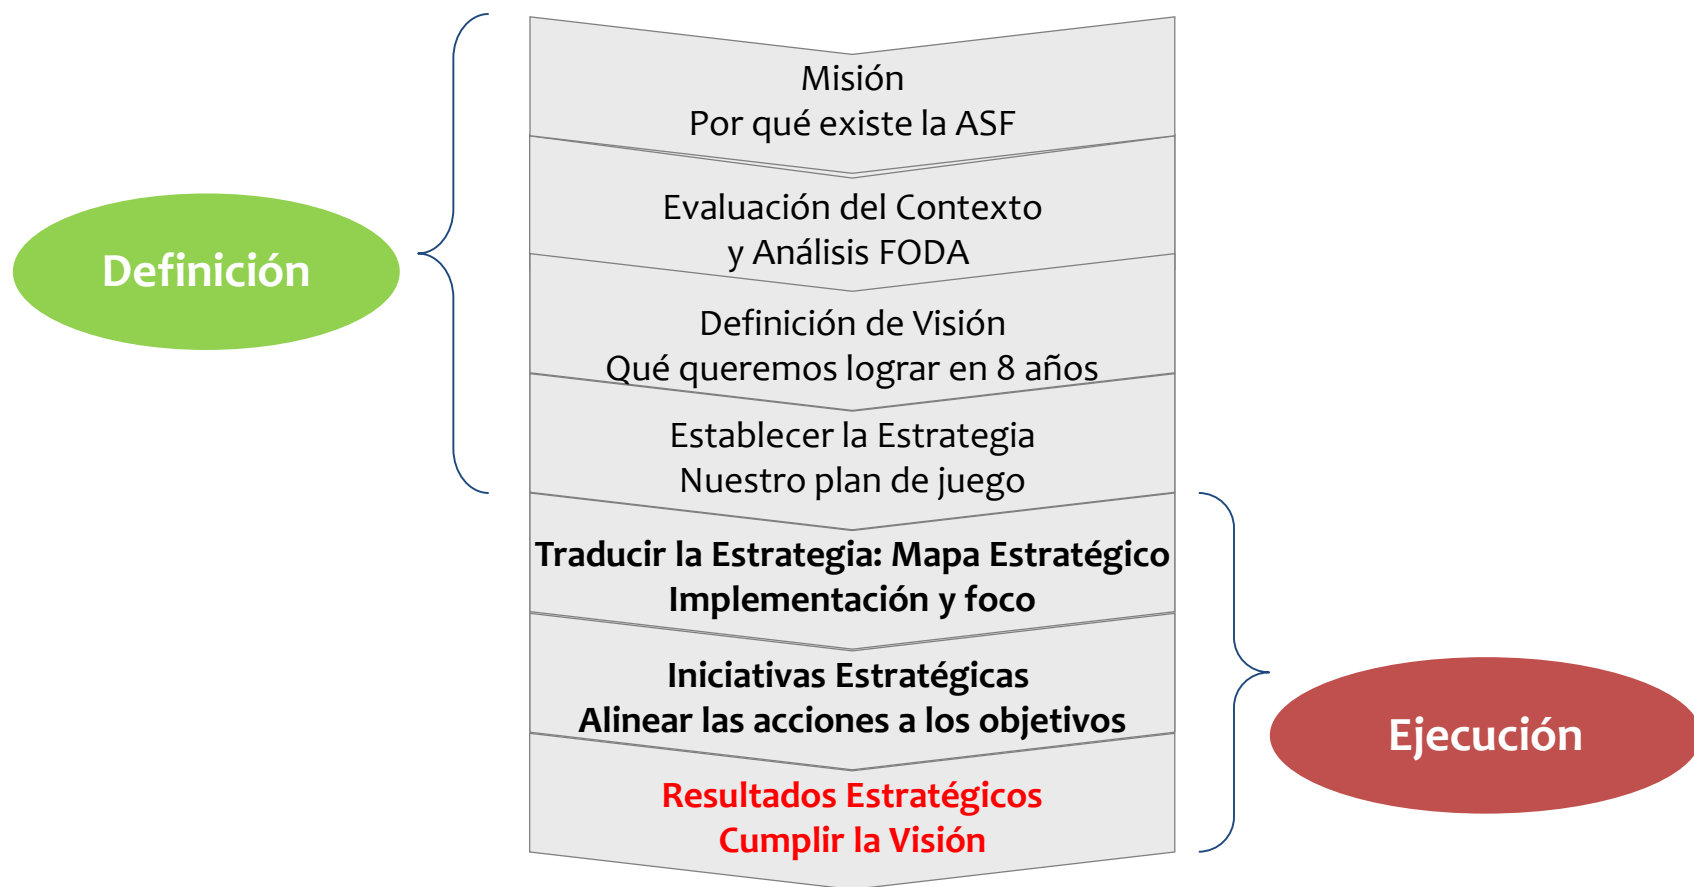 Misión
Por qué existe la ASF
Evaluación del Contexto
y Análisis FODA
Definición
Definición de Visión
Qué queremos lograr en 8 años
Establecer la Estrategia
Nuestro plan de juego
Traducir la Estrategia: Mapa Estratégico
Implementación y foco
Iniciativas Estratégicas
Alinear las acciones a los objetivos
Ejecución
Resultados Estratégicos
Cumplir la Visión